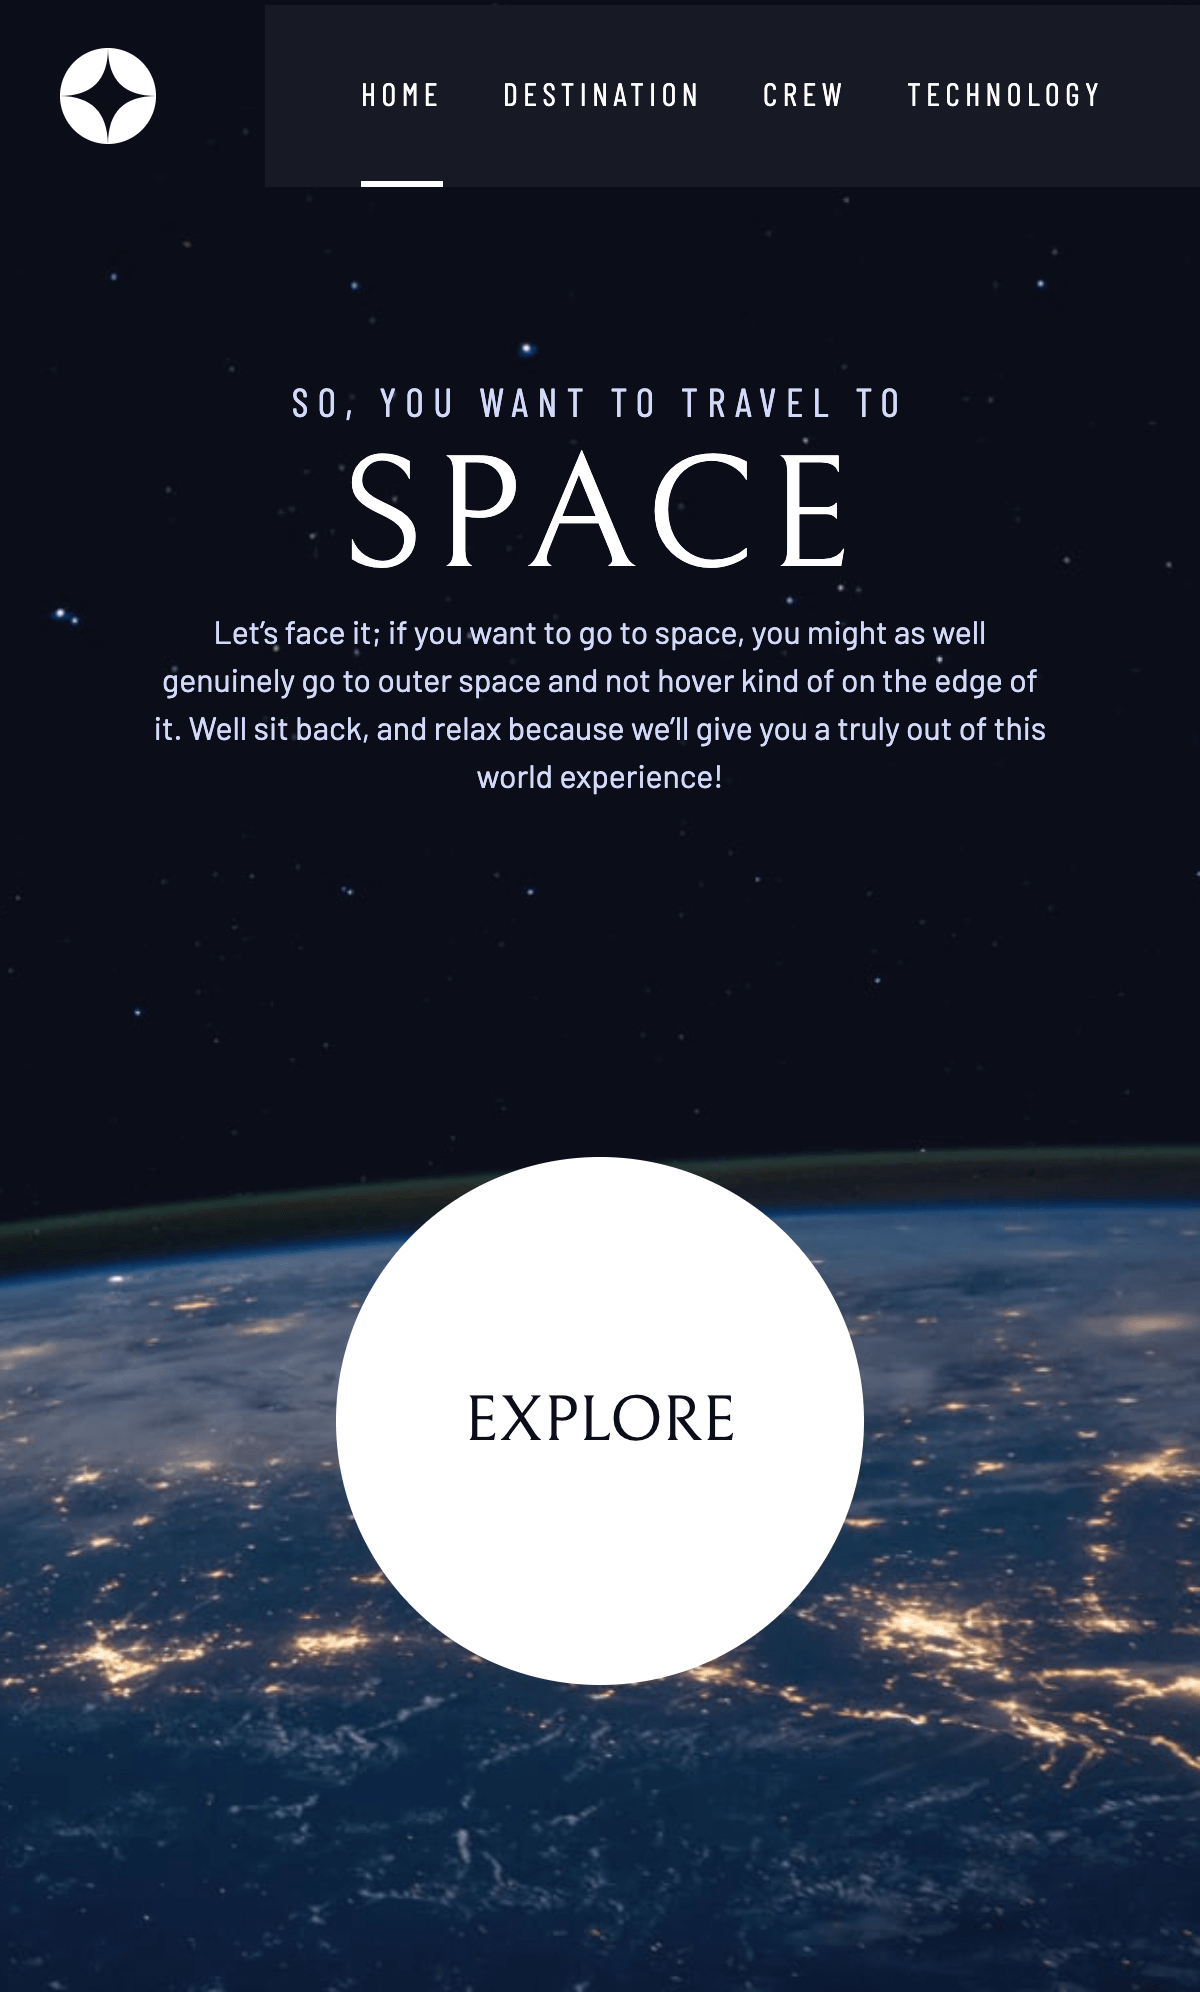 HOME DESTINATION CREW TECHNOLOGY
SO, YOU WANT TO TRAVEL TO
SPACE
Let’s face it; if you want to go to space, you might as well
genuinely go to outer space and not hover kind of on the edge of
it. Well sit back, and relax because we’ll give you a truly out of this
world experience!
EXPLORE